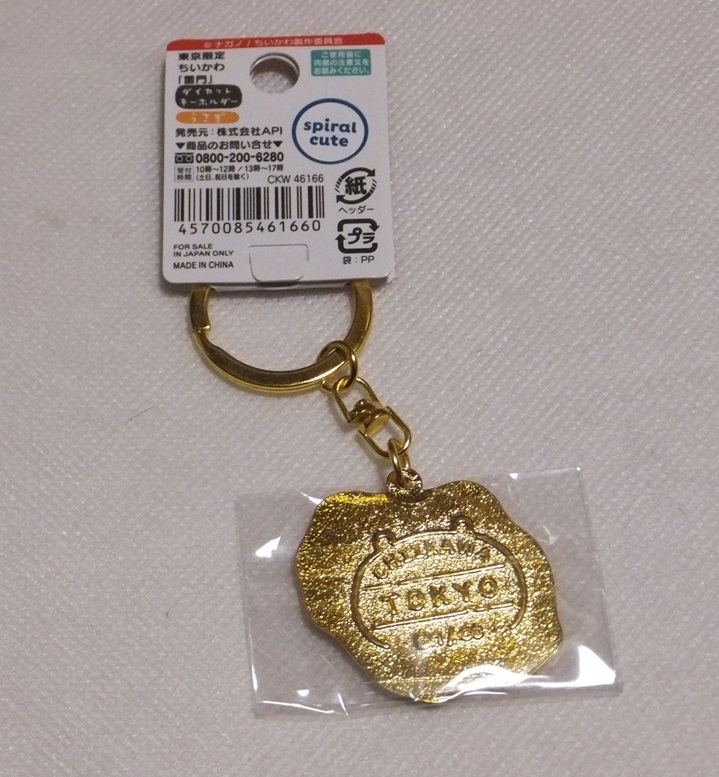 © ナガノ / ちいかわ製作委員会
東京限定
ちいかわ
「雷門」
ダイカット
キーホルダー
うさぎ
ご使用前に
内側の注意文を
お読みください。
発売元：株式会社API
▼商品のお問い合せ▼
0800-200-6280
受付時間 10時〜12時 / 13時〜17時
（土日、祝日を除く）
spiral
cute
CKW 46166
紙
ヘッダー
4570085461660
プラ
袋：PP
FOR SALE
IN JAPAN ONLY
MADE IN CHINA
CHIIKAWA
TOKYO